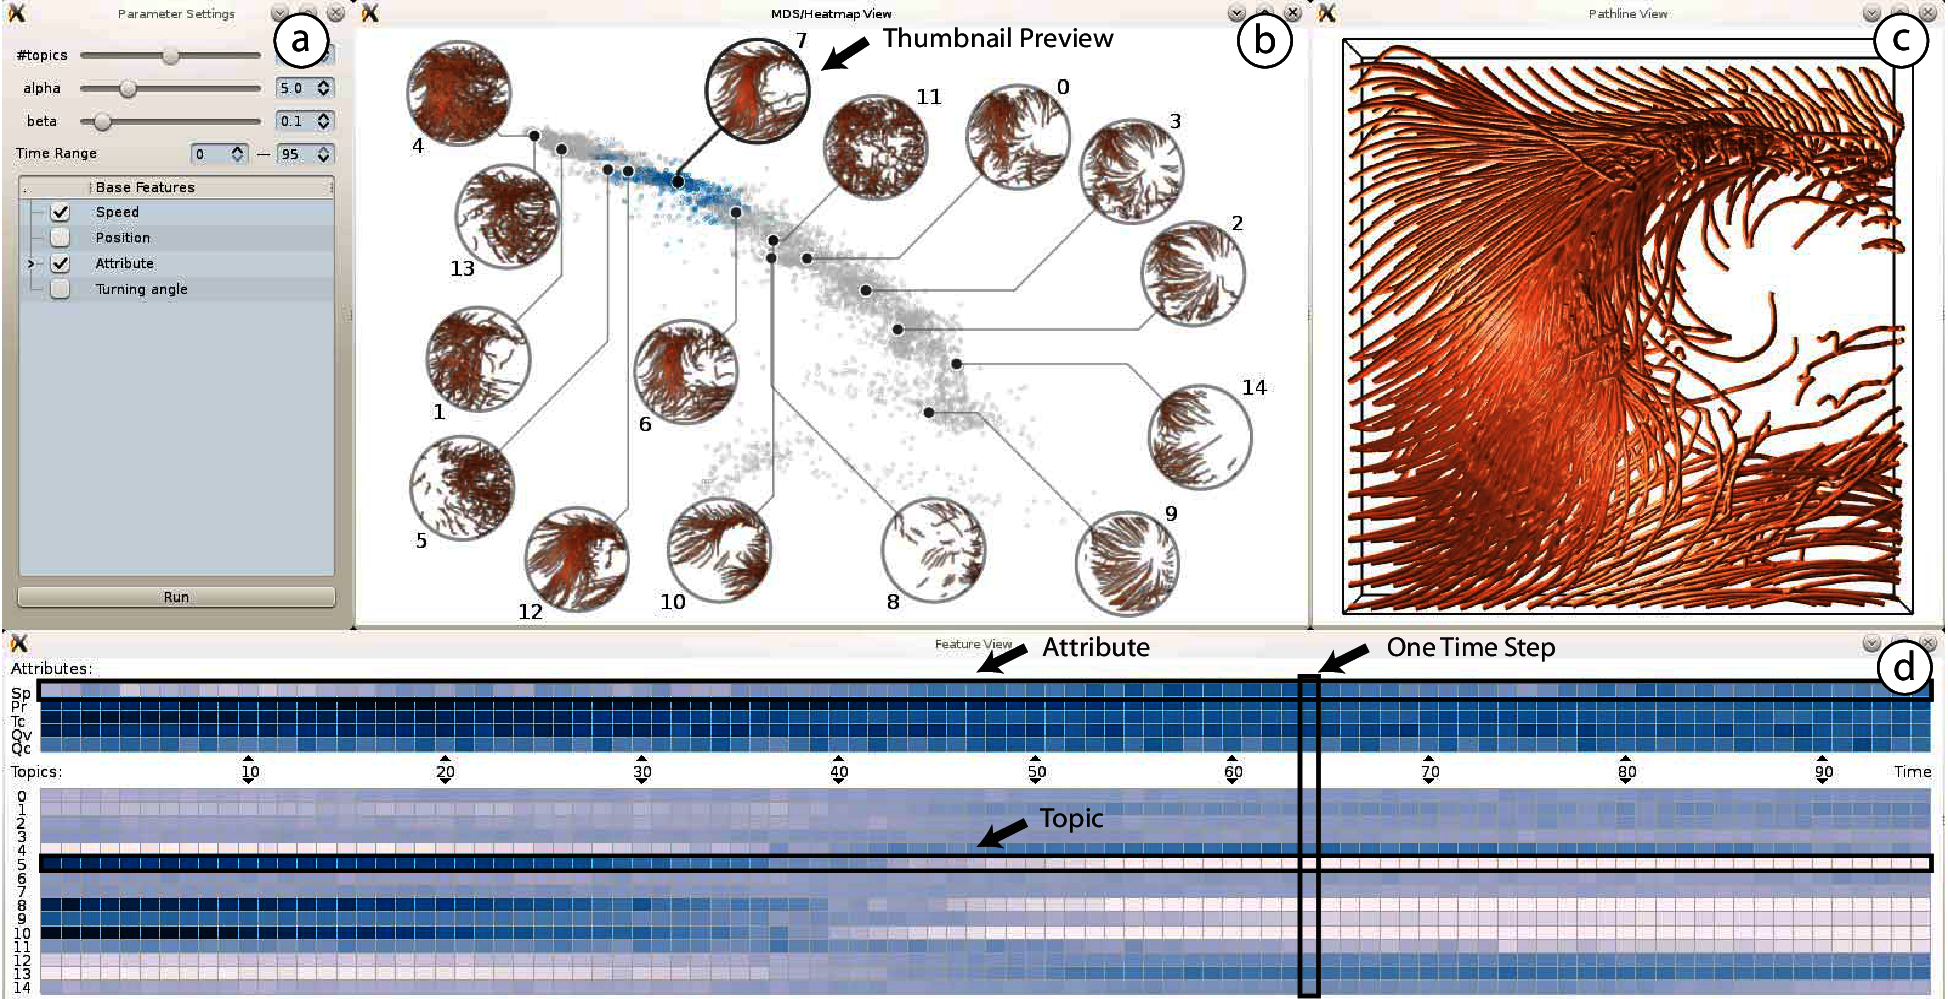 Parameter Settings
a
#topics
alpha
5.0
beta
0.1
Time Range
0
—
95
. Base Features
Speed
Position
> Attribute
Turning angle
Run
MDS/Heatmap View
b
Thumbnail Preview
7
4
11
0
3
13
2
1
6
14
5
12
10
8
9
Pathline View
c
Feature View
d
Attribute
One Time Step
Attributes:
Sp
Pr
Tc
Qv
Qc
Topics:
10 20 30 40 50 60 70 80 90 Time
Topic
0
1
2
3
4
5
6
7
8
9
10
11
12
13
14